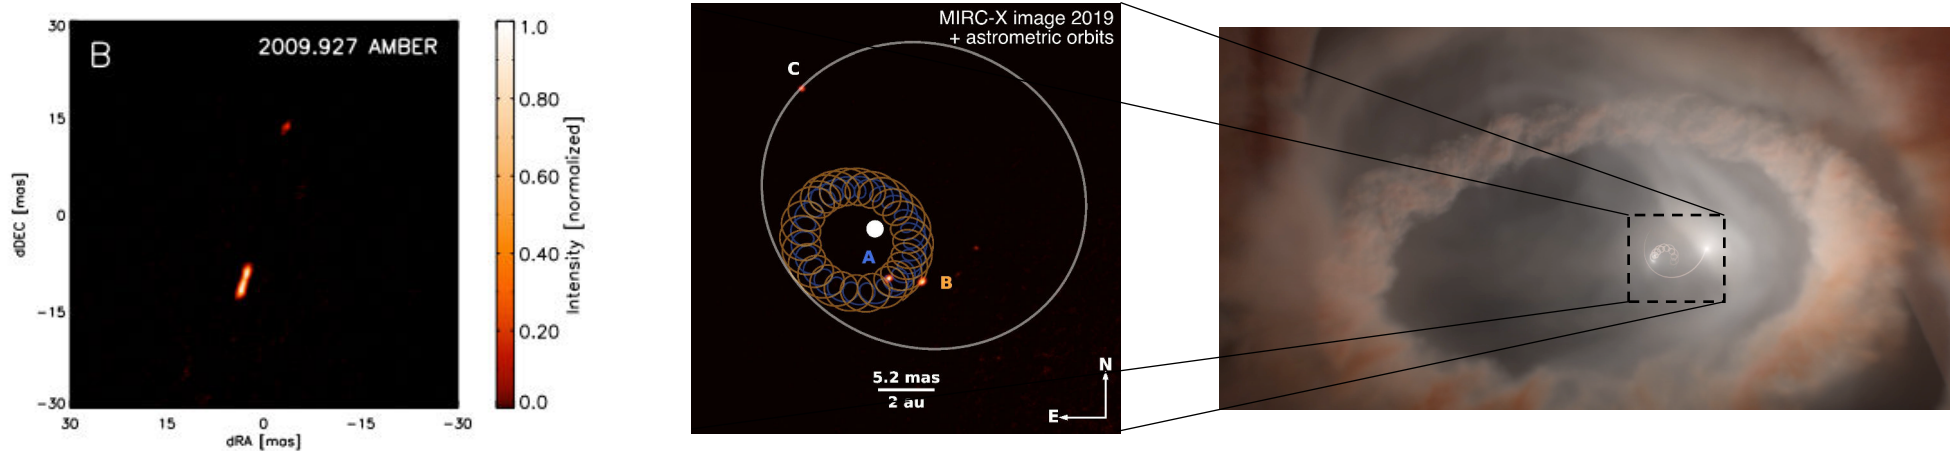 B
2009.927 AMBER
30
15
0
-15
-30
dDEC [mas]
30
15
0
-15
-30
dRA [mas]
1.0
0.80
0.60
0.40
0.20
0.0
Intensity [normalized]
MIRC-X image 2019
+ astrometric orbits
C
A
B
5.2 mas
2 au
N
E